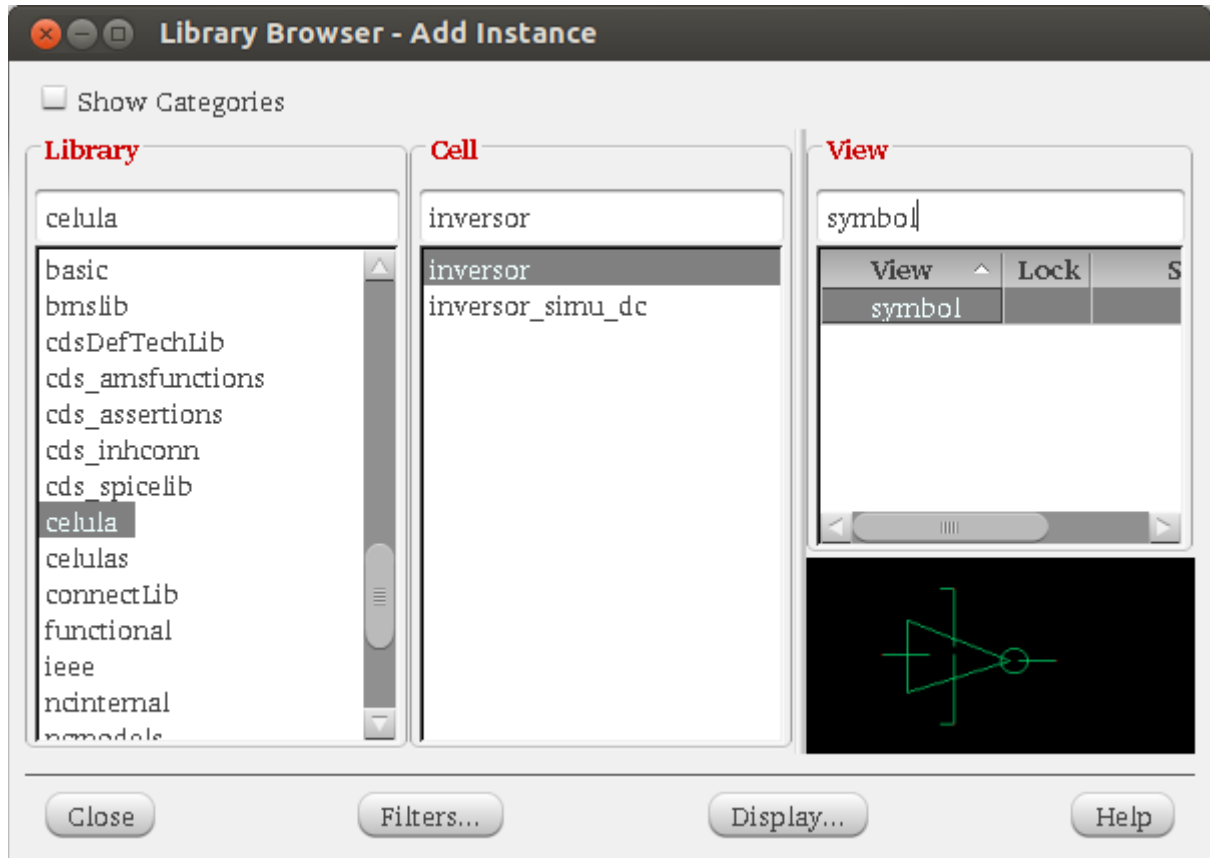 Library Browser - Add Instance
Show Categories
Library
celula
basic
bmslib
cdsDefTechLib
cds_amsfunctions
cds_assertions
cds_inhconn
cds_spicelib
celula
celulas
connectLib
functional
ieee
ncinternal
Cell
inversor
inversor
inversor_simu_dc
View
symbol
View Lock S
symbol
Close Filters... Display... Help